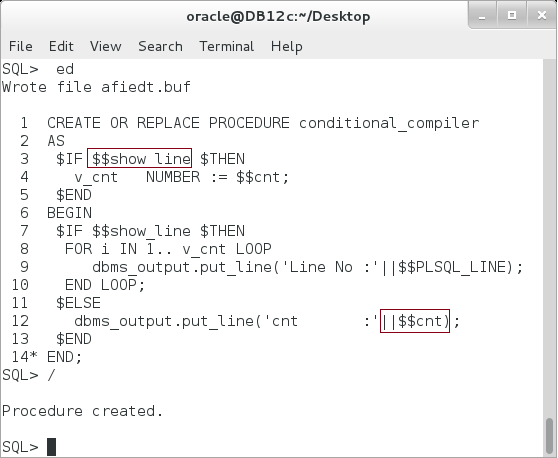 oracle@DB12c:~/Desktop
File Edit View Search Terminal Help
SQL>  ed
Wrote file afiedt.buf
  1  CREATE OR REPLACE PROCEDURE conditional_compiler
  2  AS
  3   $IF $$show_line $THEN
  4     v_cnt   NUMBER := $$cnt;
  5   $END
  6  BEGIN
  7   $IF $$show_line $THEN
  8    FOR i IN 1.. v_cnt LOOP
  9       dbms_output.put_line('Line No :'||$$PLSQL_LINE);
 10    END LOOP;
 11   $ELSE
 12     dbms_output.put_line('cnt       :'||$$cnt);
 13   $END
 14* END;
SQL> /
Procedure created.
SQL>